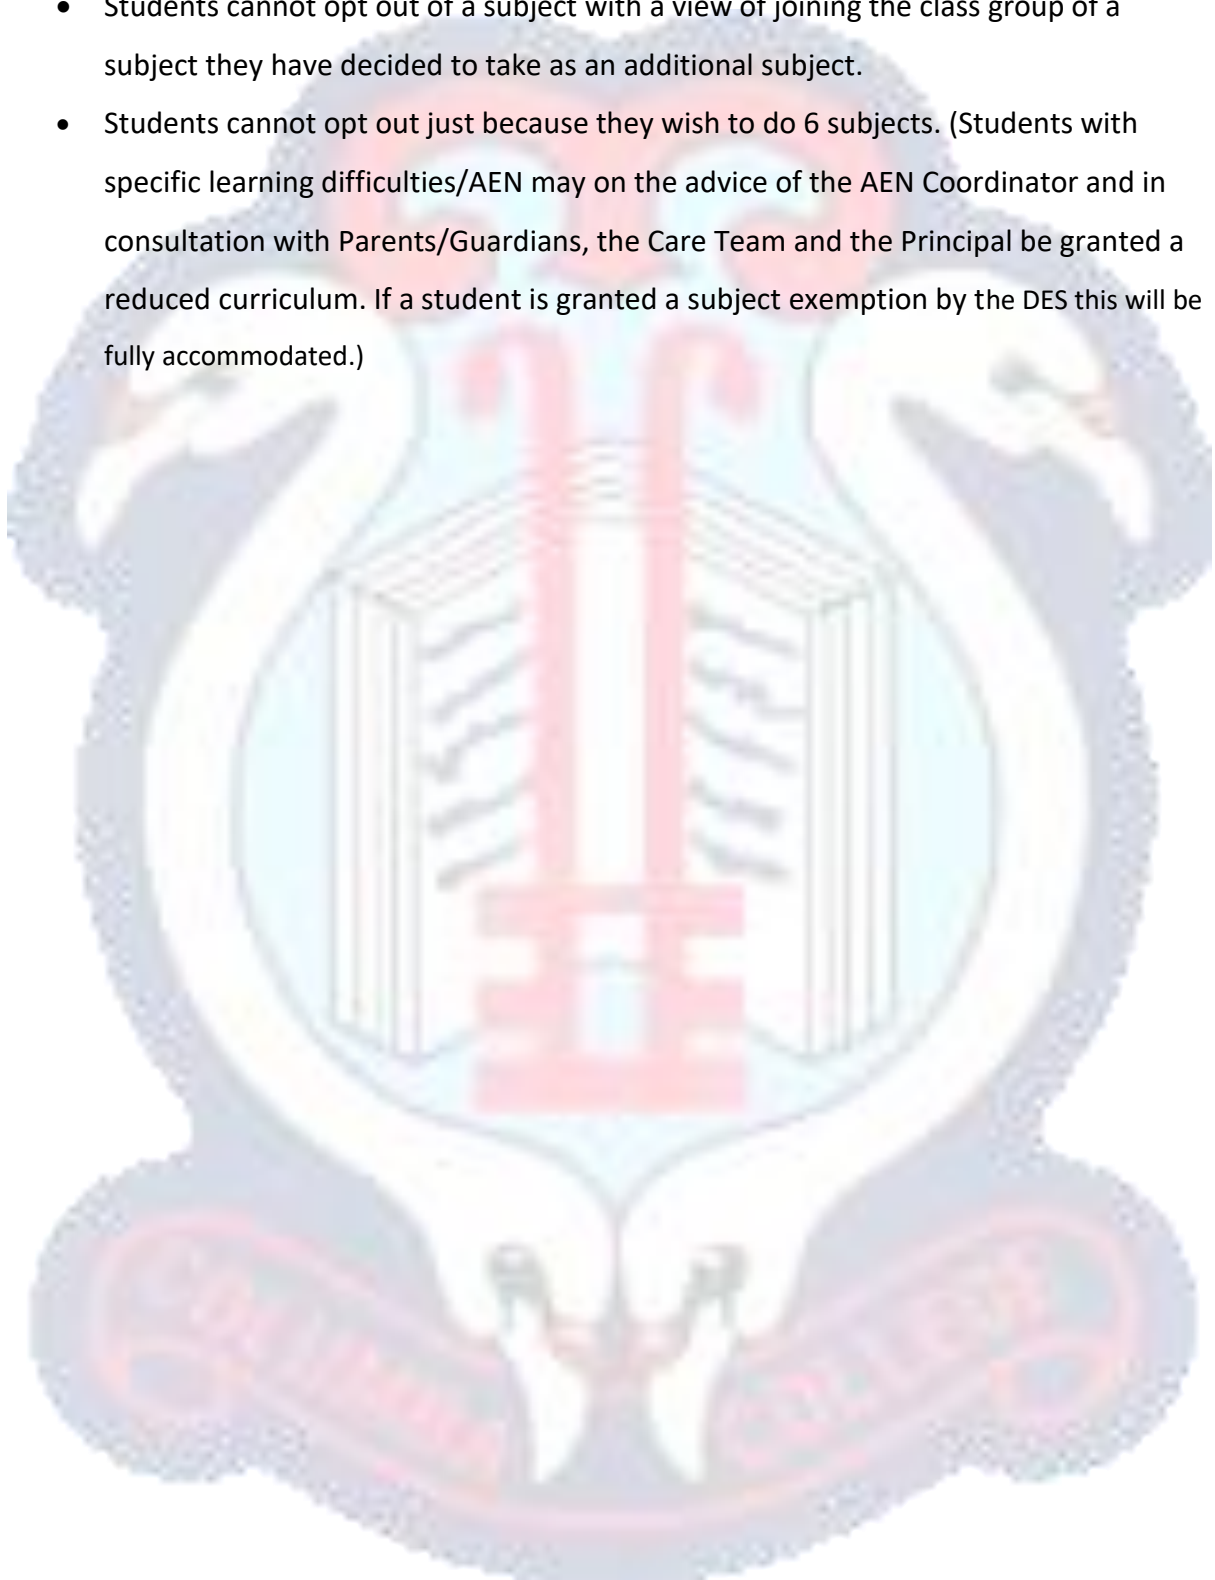 • Students cannot opt out of a subject with a view of joining the class group of a
subject they have decided to take as an additional subject.
• Students cannot opt out just because they wish to do 6 subjects. (Students with
specific learning difficulties/AEN may on the advice of the AEN Coordinator and in
consultation with Parents/Guardians, the Care Team and the Principal be granted a
reduced curriculum. If a student is granted a subject exemption by the DES this will be
fully accommodated.)